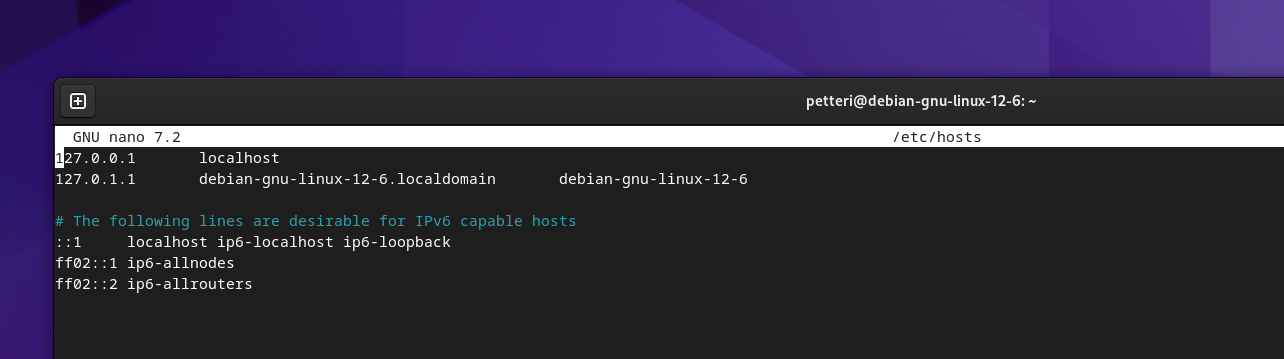 petteri@debian-gnu-linux-12-6: ~
GNU nano 7.2 /etc/hosts
127.0.0.1 localhost
127.0.1.1 debian-gnu-linux-12-6.localdomain debian-gnu-linux-12-6
# The following lines are desirable for IPv6 capable hosts
::1 localhost ip6-localhost ip6-loopback
ff02::1 ip6-allnodes
ff02::2 ip6-allrouters